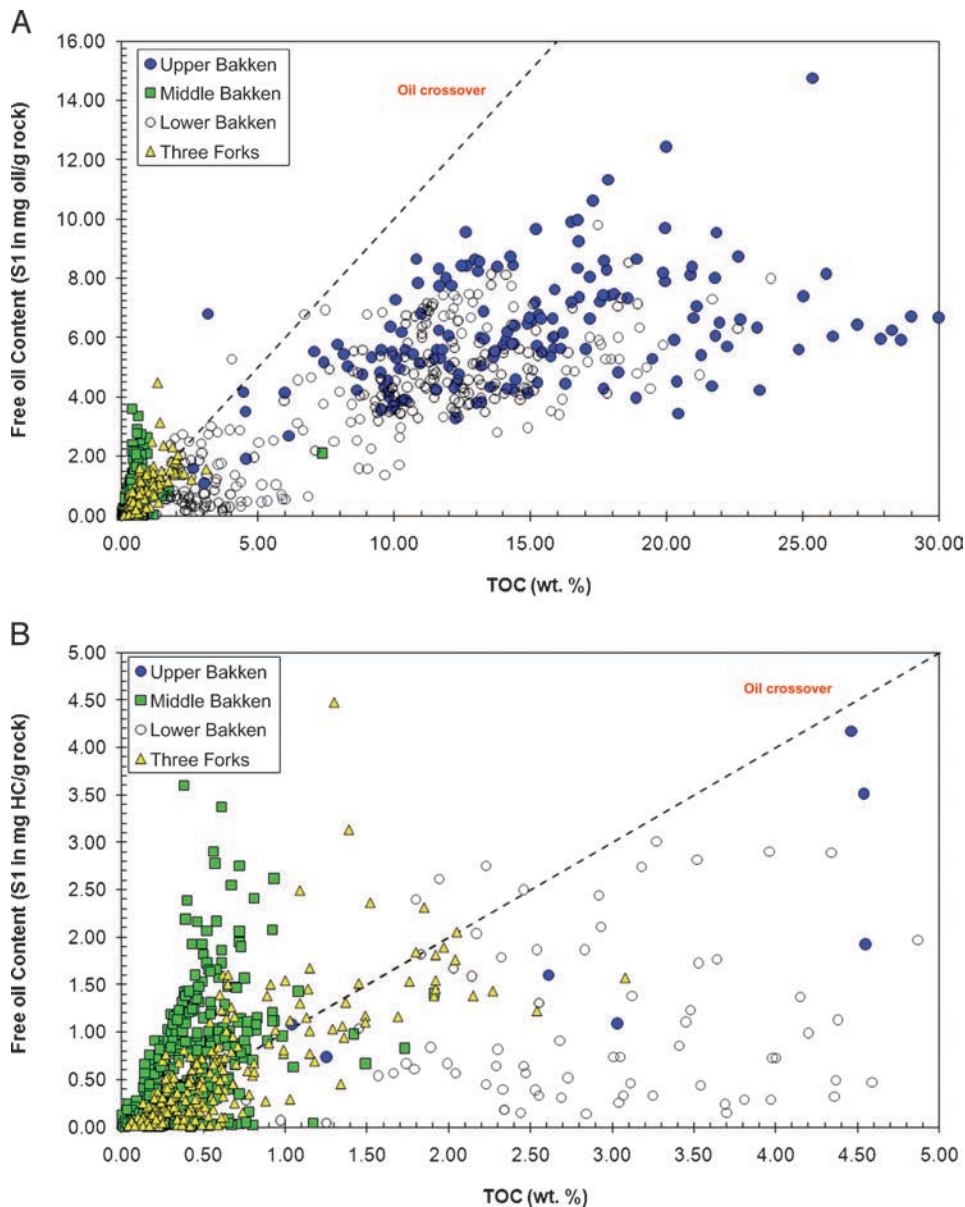 A
16.00
14.00
12.00
10.00
8.00
6.00
4.00
2.00
0.00
Free oil Content (S1 in mg oil/g rock)
Upper Bakken
Middle Bakken
Lower Bakken
Three Forks
Oil crossover
0.00 5.00 10.00 15.00 20.00 25.00 30.00
TOC (wt. %)
B
5.00
4.50
4.00
3.50
3.00
2.50
2.00
1.50
1.00
0.50
0.00
Free oil Content (S1 in mg HC/g rock)
Upper Bakken
Middle Bakken
Lower Bakken
Three Forks
Oil crossover
0.00 0.50 1.00 1.50 2.00 2.50 3.00 3.50 4.00 4.50 5.00
TOC (wt. %)